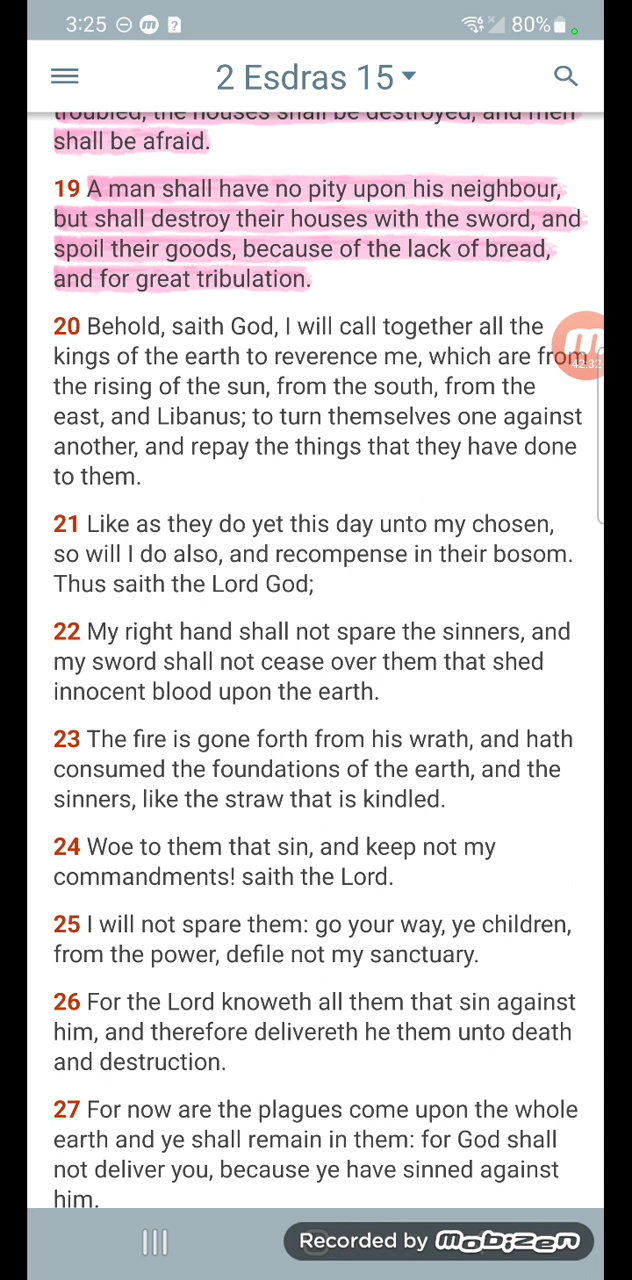 3:25 m ? 6 80%
2 Esdras 15
troubled, the houses shall be destroyed, and men
shall be afraid.
19 A man shall have no pity upon his neighbour,
but shall destroy their houses with the sword, and
spoil their goods, because of the lack of bread,
and for great tribulation.
20 Behold, saith God, I will call together all the
kings of the earth to reverence me, which are from
the rising of the sun, from the south, from the
east, and Libanus; to turn themselves one against
another, and repay the things that they have done
to them.
m
42:32
21 Like as they do yet this day unto my chosen,
so will I do also, and recompense in their bosom.
Thus saith the Lord God;
22 My right hand shall not spare the sinners, and
my sword shall not cease over them that shed
innocent blood upon the earth.
23 The fire is gone forth from his wrath, and hath
consumed the foundations of the earth, and the
sinners, like the straw that is kindled.
24 Woe to them that sin, and keep not my
commandments! saith the Lord.
25 I will not spare them: go your way, ye children,
from the power, defile not my sanctuary.
26 For the Lord knoweth all them that sin against
him, and therefore delivereth he them unto death
and destruction.
27 For now are the plagues come upon the whole
earth and ye shall remain in them: for God shall
not deliver you, because ye have sinned against
him.
Recorded by mobizen